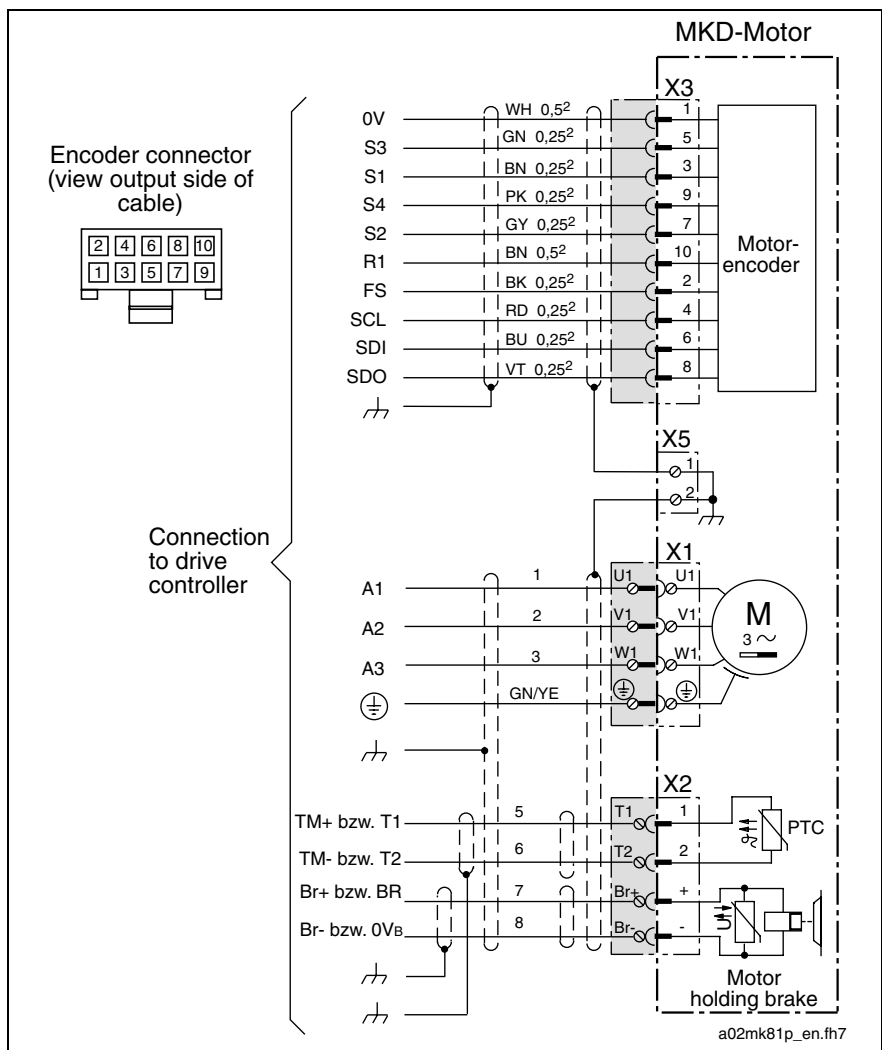 MKD-Motor
Encoder connector
(view output side of
cable)
2 4 6 8 10
1 3 5 7 9
X3
0V WH 0,5² 1
S3 GN 0,25² 5
S1 BN 0,25² 3
S4 PK 0,25² 9
S2 GY 0,25² 7
R1 BN 0,5² 10
FS BK 0,25² 2
SCL RD 0,25² 4
SDI BU 0,25² 6
SDO VT 0,25² 8
Motor-
encoder
X5
1
2
Connection
to drive
controller
X1
A1 1 U1 U1
A2 2 V1 V1
A3 3 W1 W1
GN/YE
M
3 ~
X2
TM+ bzw. T1 5 T1 1
TM- bzw. T2 6 T2 2
PTC
ϑ
Br+ bzw. BR 7 Br+ +
Br- bzw. 0VB 8 Br- -
U
Motor
holding brake
a02mk81p_en.fh7